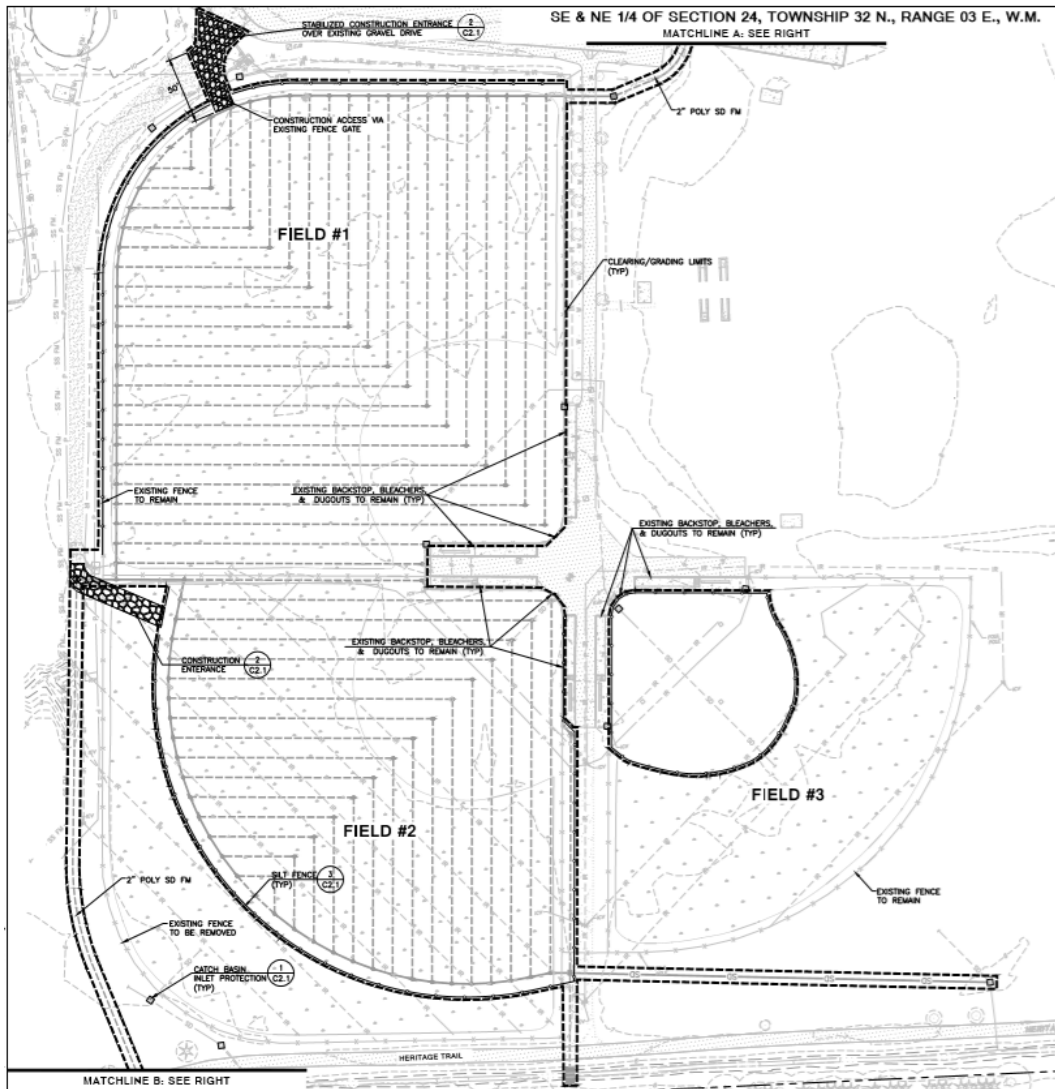 SE & NE 1/4 OF SECTION 24, TOWNSHIP 32 N., RANGE 03 E., W.M.
MATCHLINE A: SEE RIGHT
STABILIZED CONSTRUCTION ENTRANCE
OVER EXISTING GRAVEL DRIVE
2
C2.1
50'
2" POLY SD FM
CONSTRUCTION ACCESS VIA
EXISTING FENCE GATE
FIELD #1
CLEARING/GRADING LIMITS
(TYP)
EXISTING FENCE
TO REMAIN
EXISTING BACKSTOP, BLEACHERS,
& DUGOUTS TO REMAIN (TYP)
EXISTING BACKSTOP, BLEACHERS,
& DUGOUTS TO REMAIN (TYP)
EXISTING BACKSTOP, BLEACHERS,
& DUGOUTS TO REMAIN (TYP)
CONSTRUCTION
ENTERANCE
2
C2.1
FIELD #3
FIELD #2
SILT FENCE
(TYP)
3
C2.1
2" POLY SD FM
EXISTING FENCE
TO REMAIN
EXISTING FENCE
TO BE REMOVED
CATCH BASIN
INLET PROTECTION
(TYP)
1
C2.1
SD
SD
SD
HERITAGE TRAIL
MATCHLINE B: SEE RIGHT